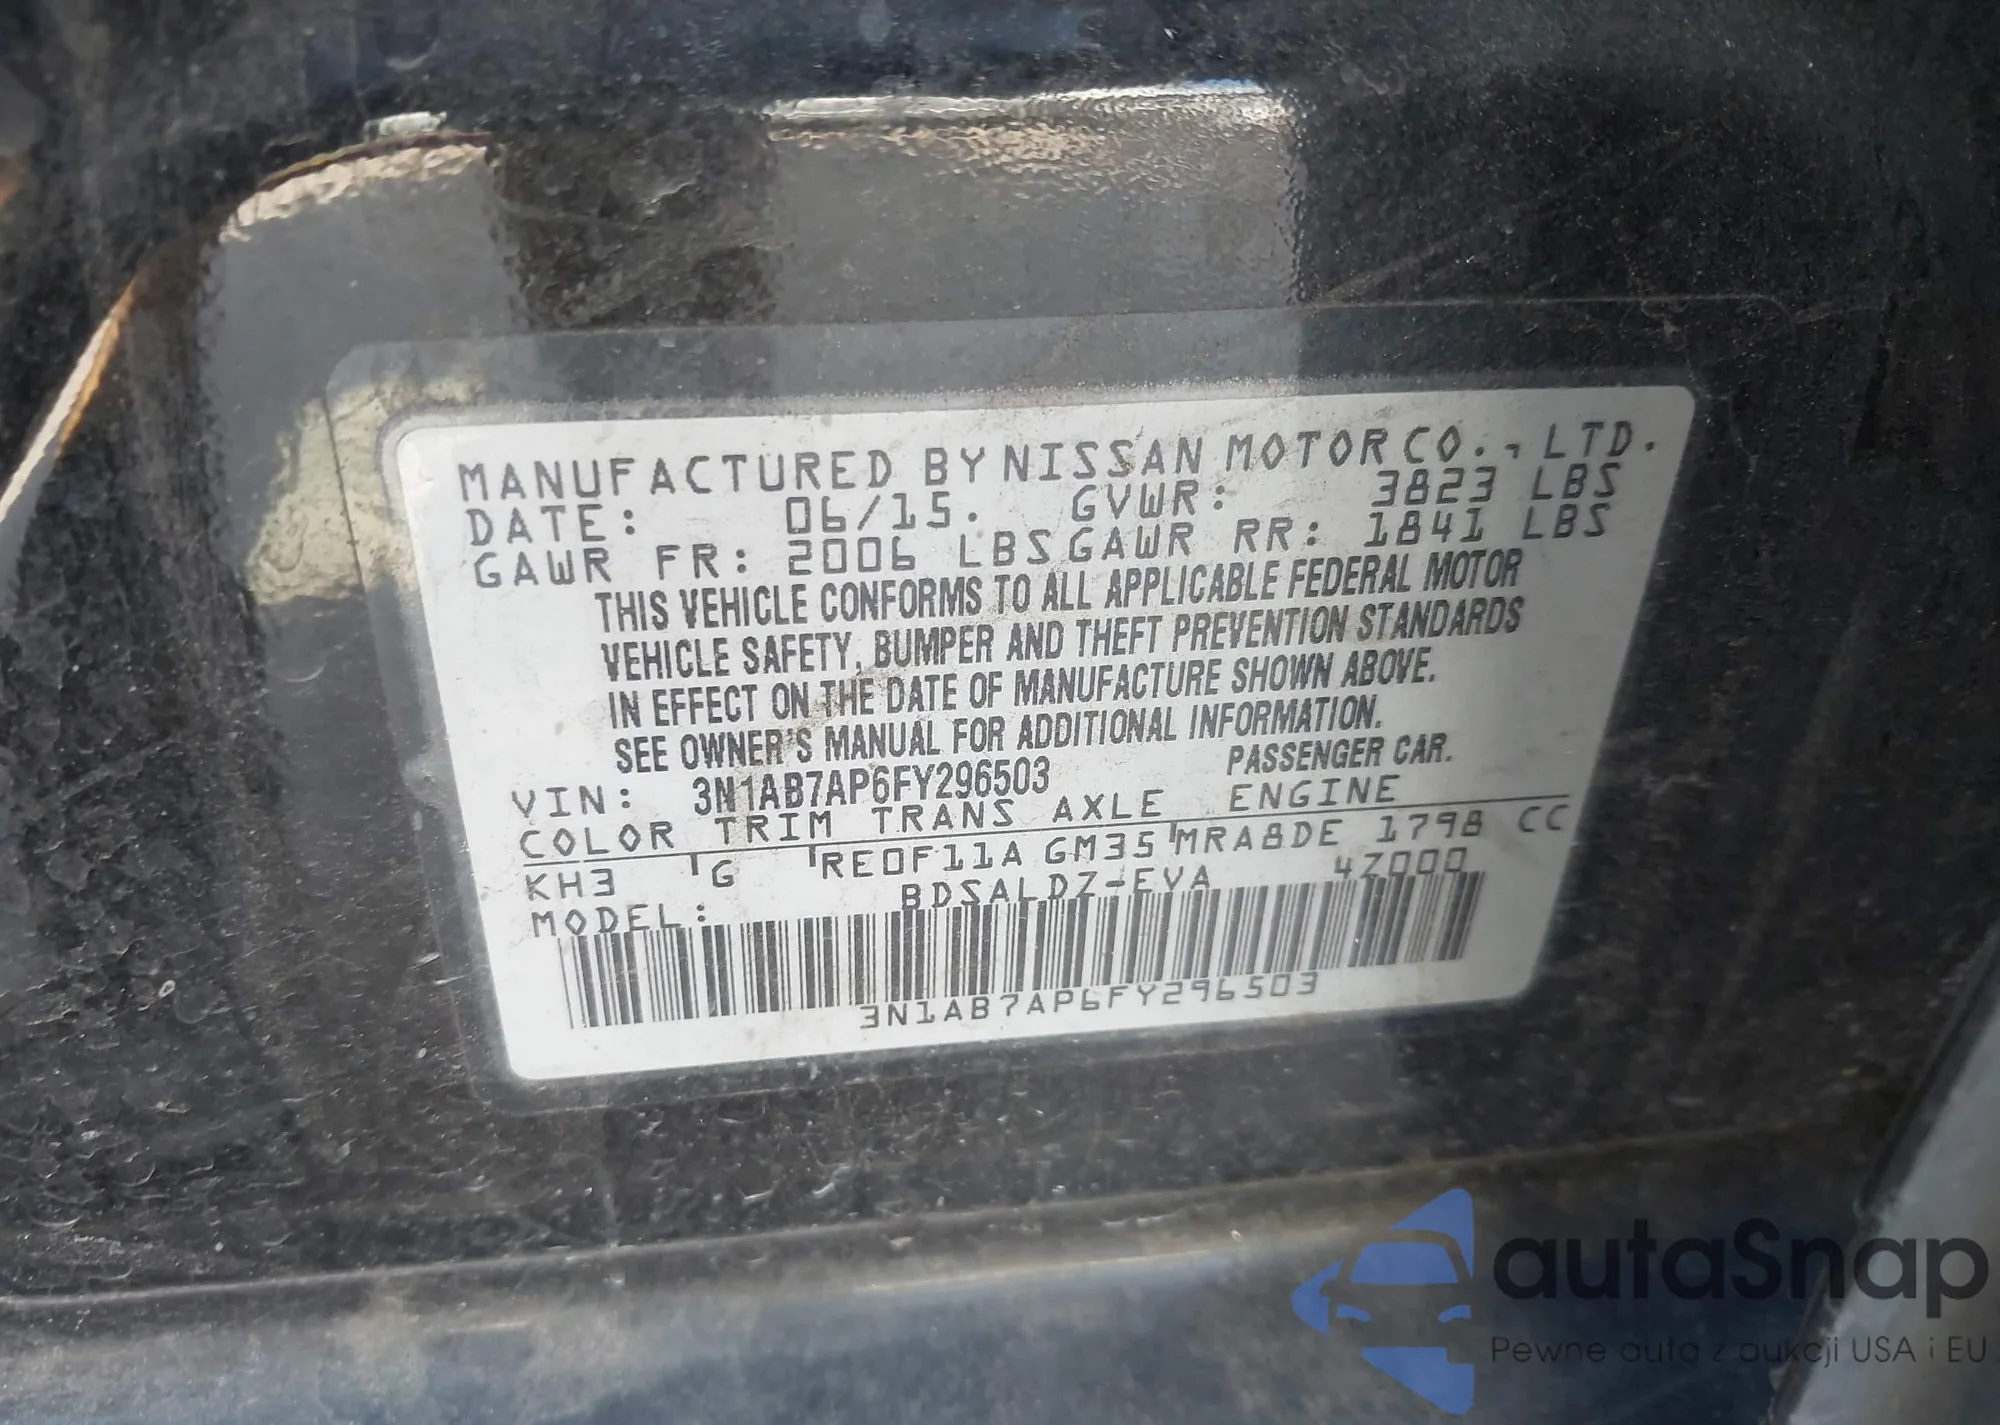 MANUFACTURED BY NISSAN MOTOR CO., LTD.
DATE: 06/15. GVWR: 3823 LBS
GAWR FR: 2006 LBS GAWR RR: 1841 LBS
THIS VEHICLE CONFORMS TO ALL APPLICABLE FEDERAL MOTOR
VEHICLE SAFETY, BUMPER AND THEFT PREVENTION STANDARDS
IN EFFECT ON THE DATE OF MANUFACTURE SHOWN ABOVE.
SEE OWNER'S MANUAL FOR ADDITIONAL INFORMATION.
VIN: 3N1AB7AP6FY296503 PASSENGER CAR.
COLOR TRIM TRANS AXLE ENGINE
KH3 G RE0F11A GM35 MRA8DE 1798 CC
MODEL: BDSALDZ-EVA 4Z000
3N1AB7AP6FY296503
autaSnap
Pewne auta z aukcji USA i EU